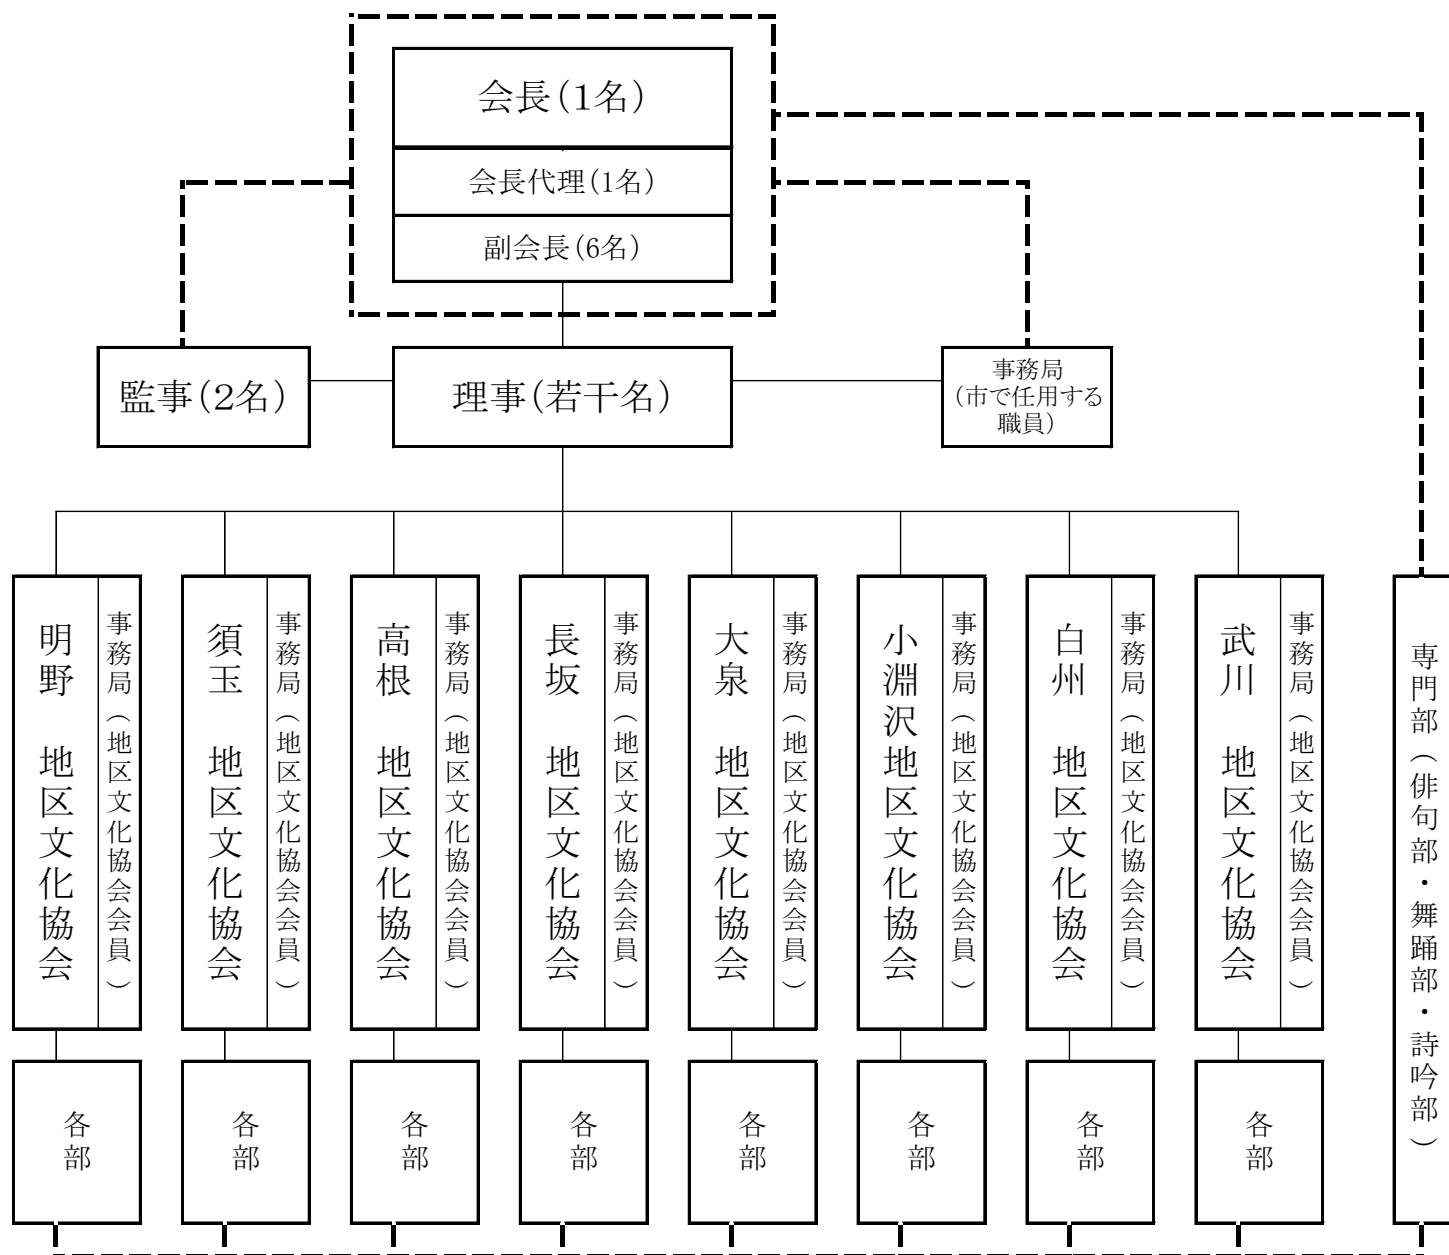 会長(１名)
会長代理(1名)
副会長(6名)
監事(2名)
理事(若干名)
事務局
(市で任用する
職員)
明野　地区文化協会
事務局(地区文化協会会員)
須玉　地区文化協会
事務局(地区文化協会会員)
高根　地区文化協会
事務局(地区文化協会会員)
長坂　地区文化協会
事務局(地区文化協会会員)
大泉　地区文化協会
事務局(地区文化協会会員)
小淵沢地区文化協会
事務局(地区文化協会会員)
白州　地区文化協会
事務局(地区文化協会会員)
武川　地区文化協会
事務局(地区文化協会会員)
専門部(俳句部・舞踊部・詩吟部)
各部
各部
各部
各部
各部
各部
各部
各部